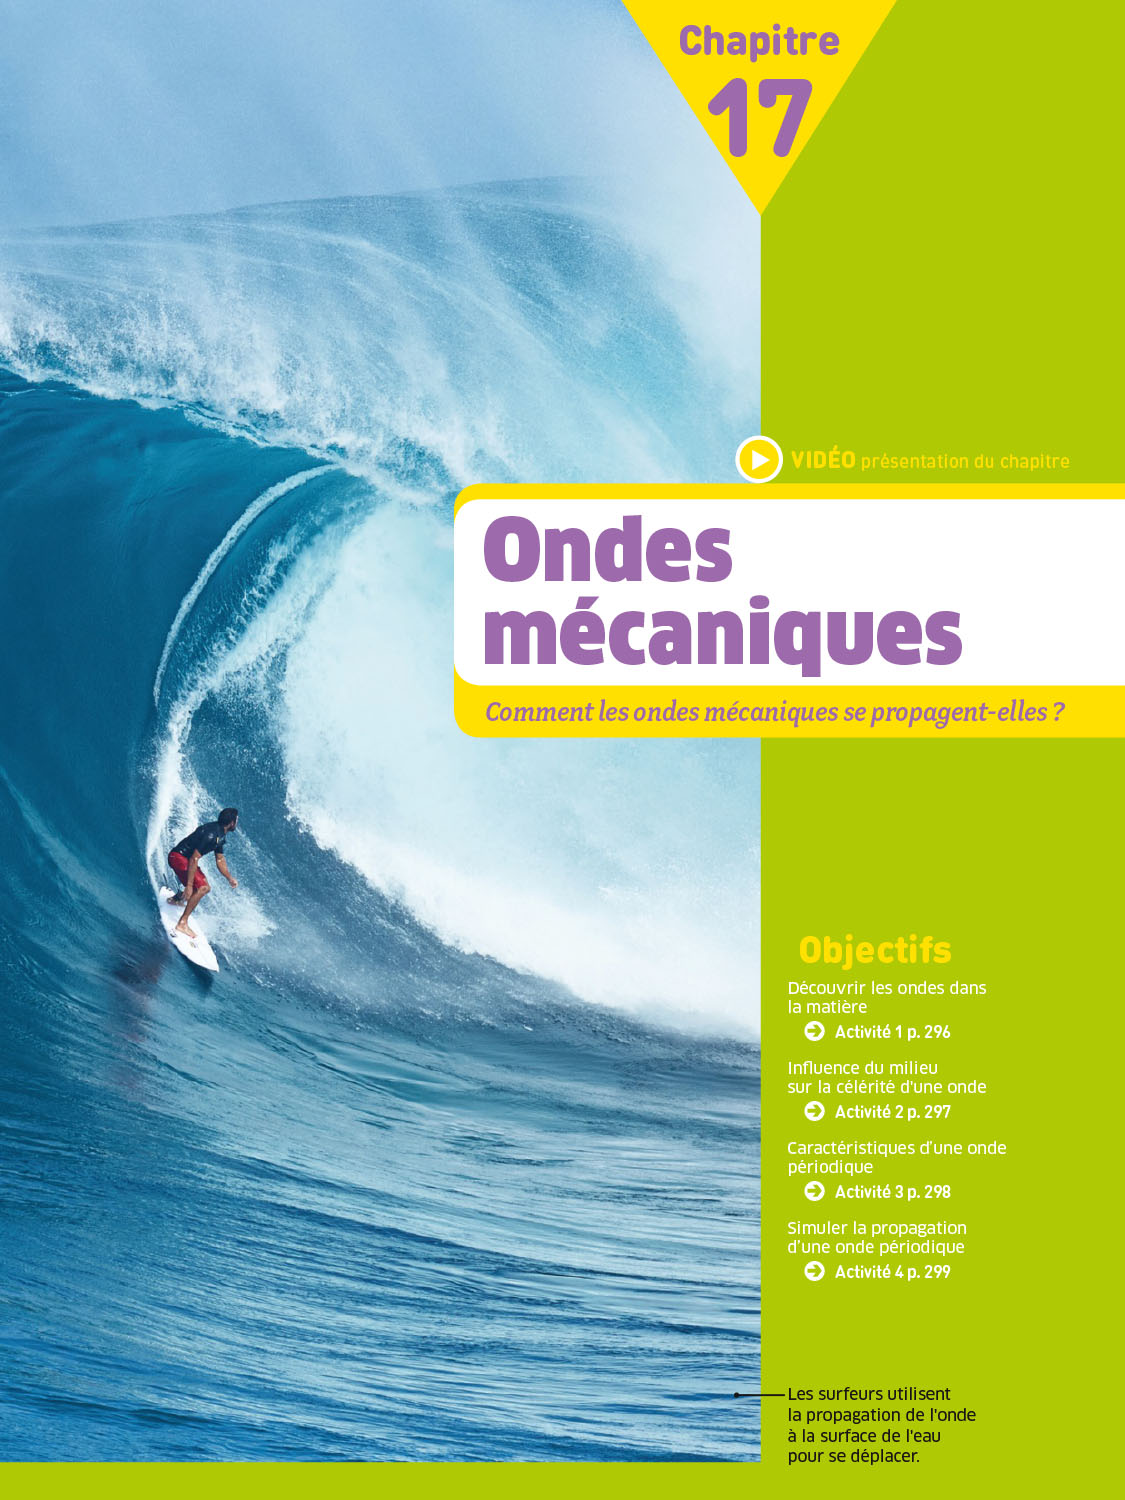 Chapitre
17
VIDÉO présentation du chapitre
Ondes
mécaniques
Comment les ondes mécaniques se propagent-elles ?
Objectifs
Découvrir les ondes dans
la matière
Activité 1 p. 296
Influence du milieu
sur la célérité d'une onde
Activité 2 p. 297
Caractéristiques d'une onde
périodique
Activité 3 p. 298
Simuler la propagation
d'une onde périodique
Activité 4 p. 299
Les surfeurs utilisent
la propagation de l'onde
à la surface de l'eau
pour se déplacer.